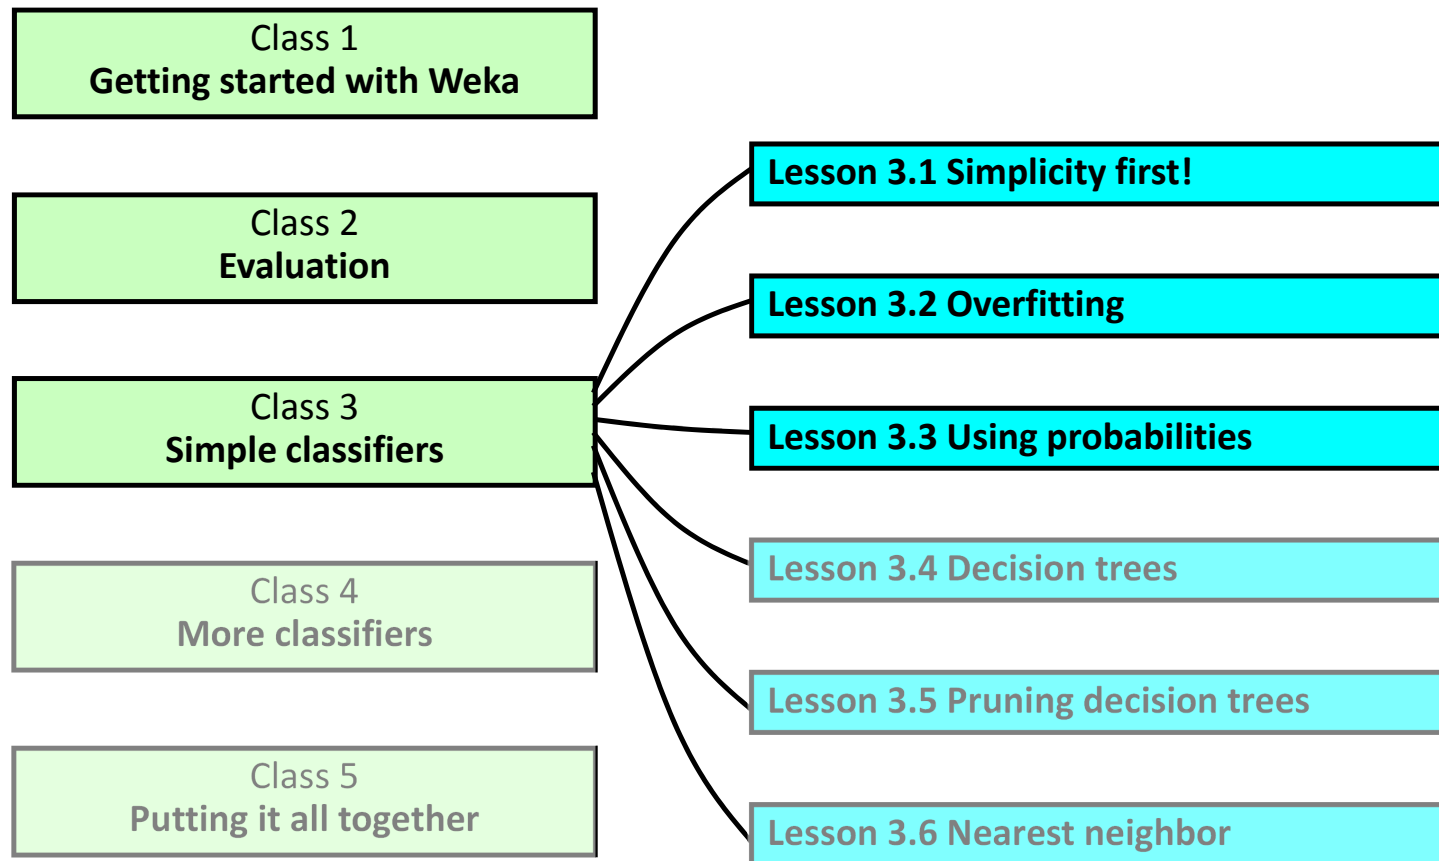 Class 1
Getting started with Weka
Class 2
Evaluation
Class 3
Simple classifiers
Class 4
More classifiers
Class 5
Putting it all together
Lesson 3.1 Simplicity first!
Lesson 3.2 Overfitting
Lesson 3.3 Using probabilities
Lesson 3.4 Decision trees
Lesson 3.5 Pruning decision trees
Lesson 3.6 Nearest neighbor